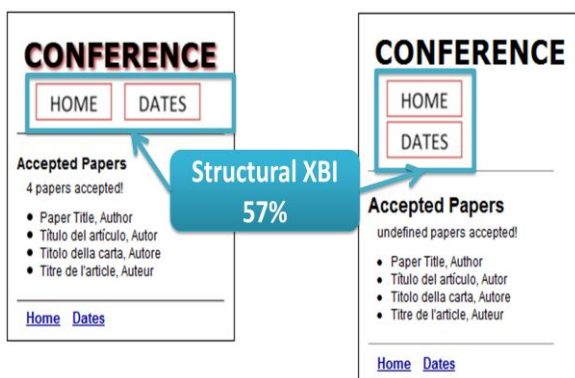 CONFERENCE
HOME DATES
Accepted Papers
4 papers accepted!
Paper Title, Author
Título del artículo, Autor
Titolo della carta, Autore
Titre de l'article, Auteur
Home Dates
Structural XBI
57%
CONFERENCE
HOME
DATES
Accepted Papers
undefined papers accepted!
Paper Title, Author
Título del artículo, Autor
Titolo della carta, Autore
Titre de l'article, Auteur
Home Dates